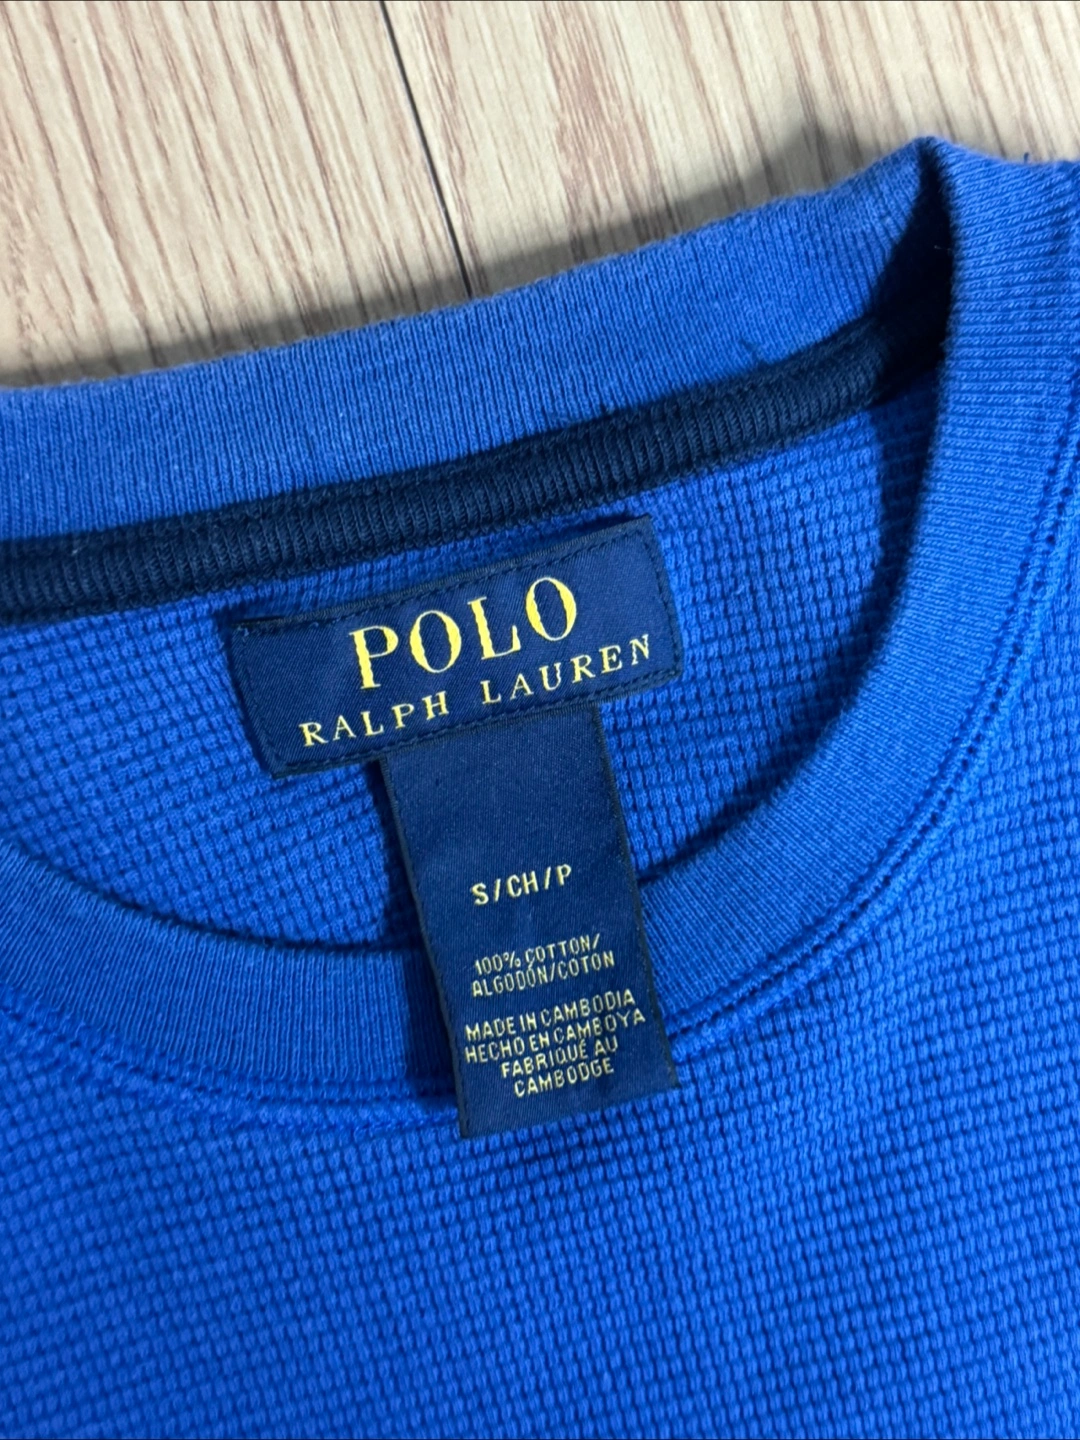 POLO
RALPH LAUREN
S/CH/P
100% COTTON/
ALGODÓN/COTON
MADE IN CAMBODIA
HECHO EN CAMBOYA
FABRIQUÉ AU
CAMBODGE